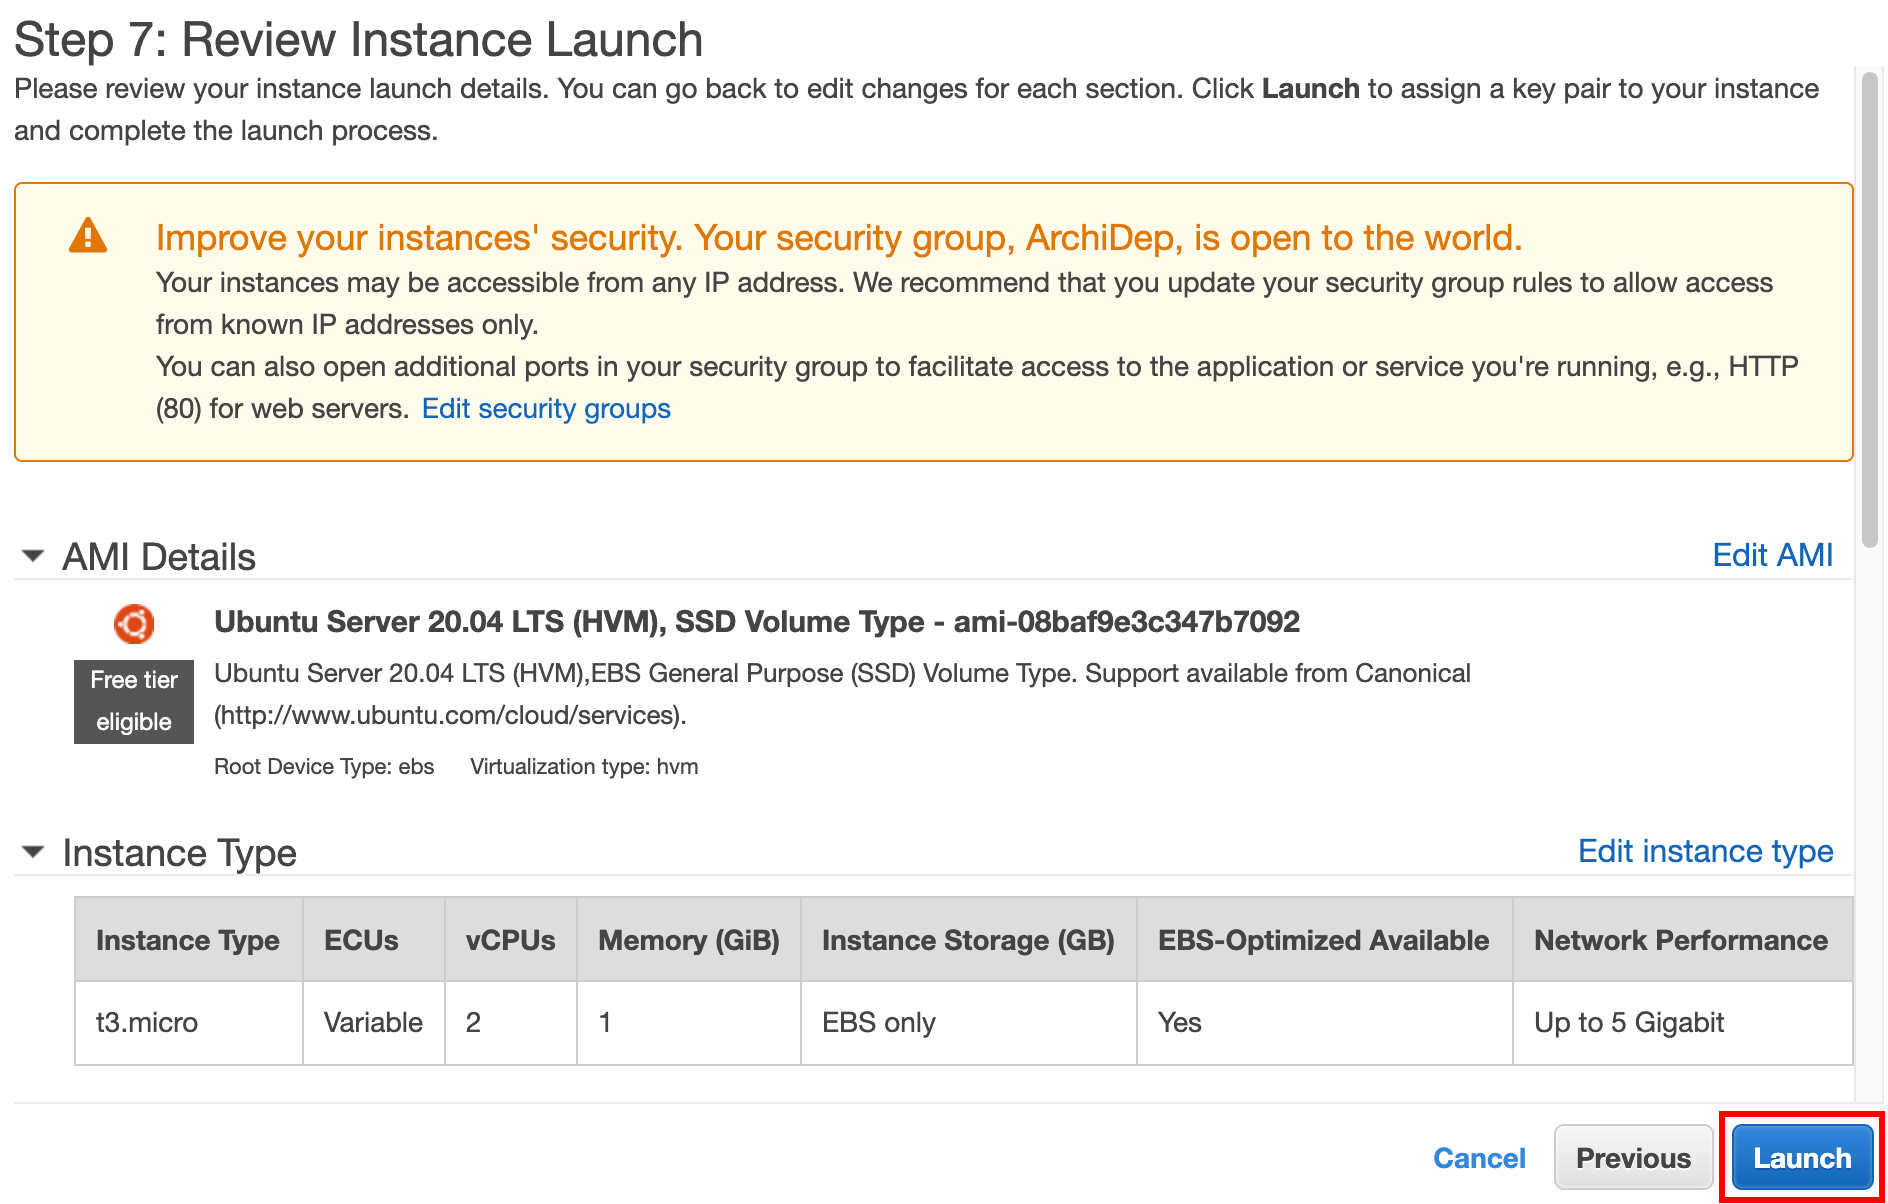 Step 7: Review Instance Launch
Please review your instance launch details. You can go back to edit changes for each section. Click Launch to assign a key pair to your instance
and complete the launch process.
Improve your instances' security. Your security group, ArchiDep, is open to the world.
Your instances may be accessible from any IP address. We recommend that you update your security group rules to allow access
from known IP addresses only.
You can also open additional ports in your security group to facilitate access to the application or service you're running, e.g., HTTP
(80) for web servers. Edit security groups
AMI Details Edit AMI
Ubuntu Server 20.04 LTS (HVM), SSD Volume Type - ami-08baf9e3c347b7092
Free tier
eligible
Ubuntu Server 20.04 LTS (HVM),EBS General Purpose (SSD) Volume Type. Support available from Canonical
(http://www.ubuntu.com/cloud/services).
Root Device Type: ebs Virtualization type: hvm
Instance Type Edit instance type
Instance Type ECUs vCPUs Memory (GiB) Instance Storage (GB) EBS-Optimized Available Network Performance
t3.micro Variable 2 1 EBS only Yes Up to 5 Gigabit
Cancel Previous Launch